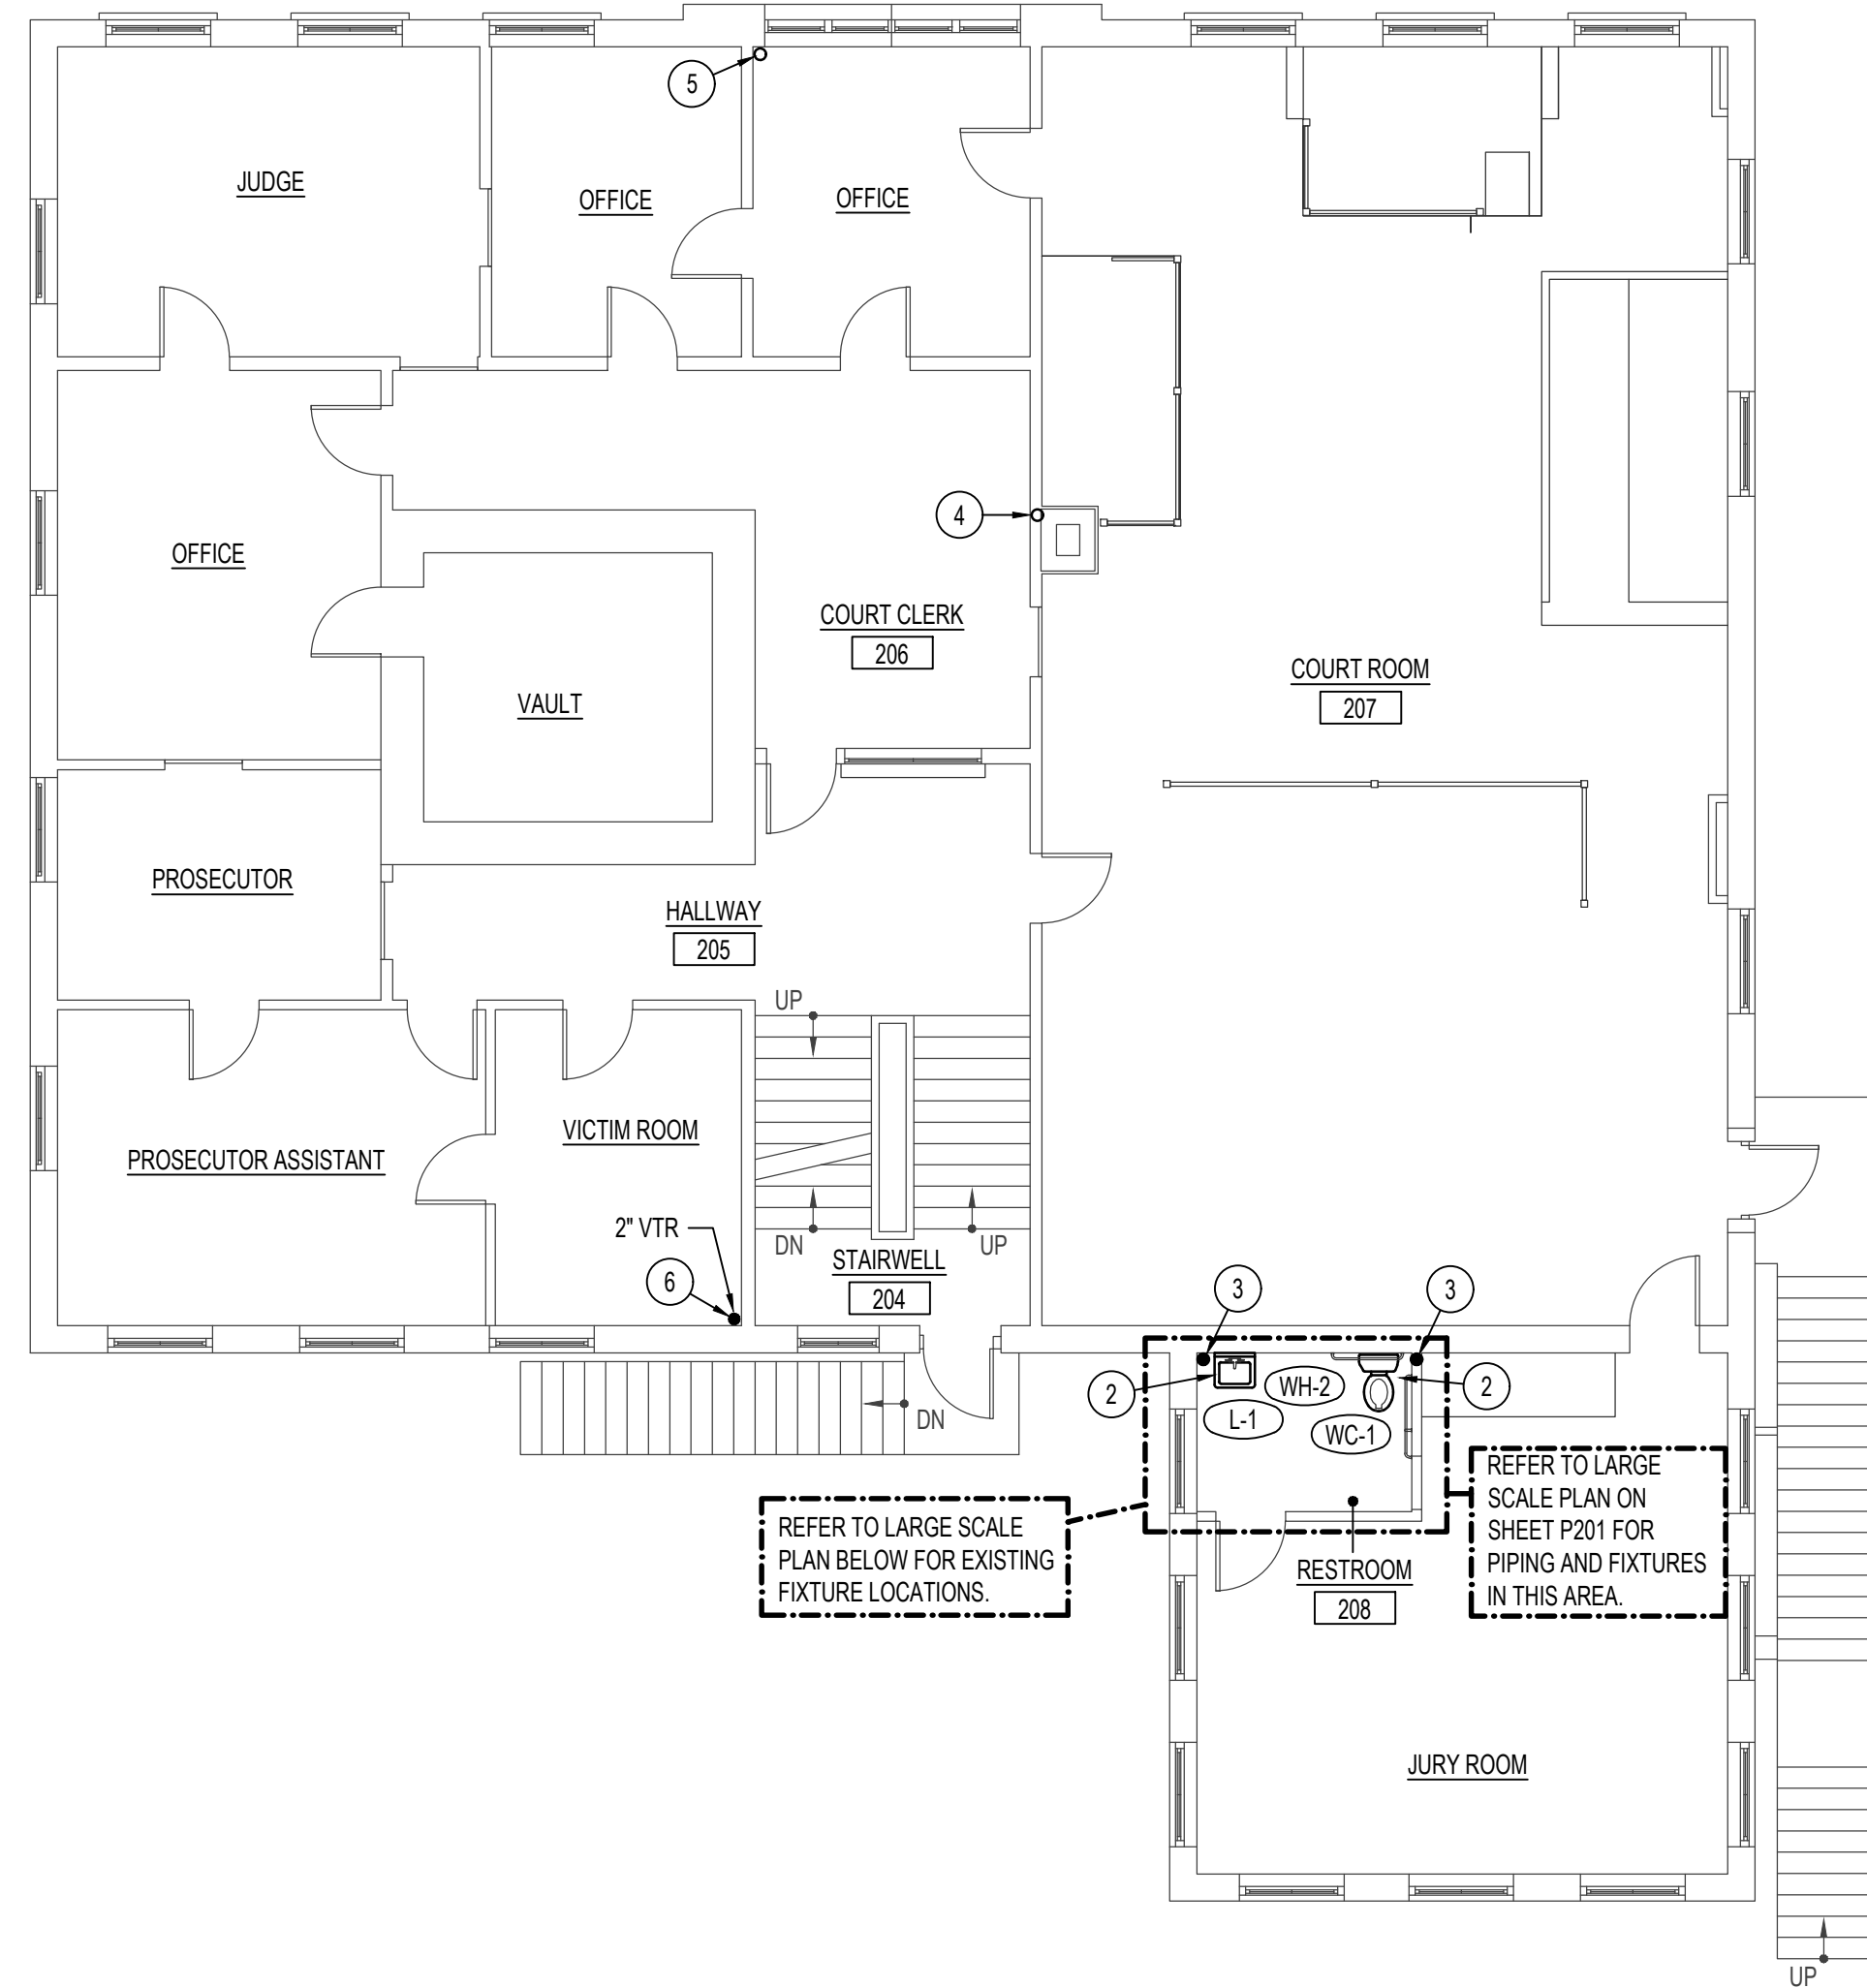 5
JUDGE
OFFICE
OFFICE
4
OFFICE
COURT CLERK
206
COURT ROOM
207
VAULT
PROSECUTOR
HALLWAY
205
UP
VICTIM ROOM
PROSECUTOR ASSISTANT
2" VTR
DN
UP
STAIRWELL
204
6
3
3
2
WH-2
2
L-1
WC-1
DN
REFER TO LARGE
SCALE PLAN ON
SHEET P201 FOR
PIPING AND FIXTURES
IN THIS AREA.
REFER TO LARGE SCALE
PLAN BELOW FOR EXISTING
FIXTURE LOCATIONS.
RESTROOM
208
JURY ROOM
UP